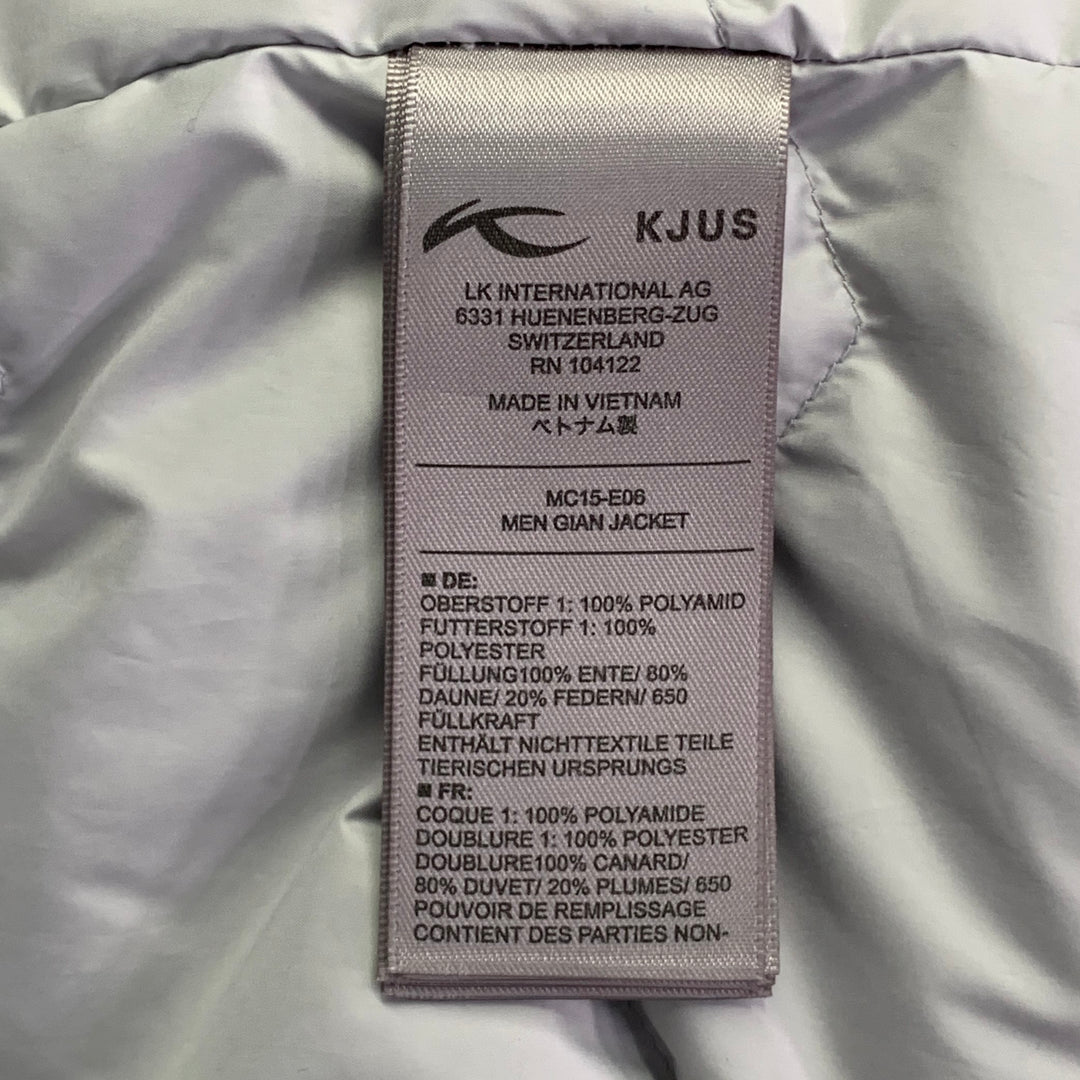 KJUS
LK INTERNATIONAL AG
6331 HUENENBERG-ZUG
SWITZERLAND
RN 104122
MADE IN VIETNAM
ベトナム製
MC15-E06
MEN GIAN JACKET
DE:
OBERSTOFF 1: 100% POLYAMID
FUTTERSTOFF 1: 100%
POLYESTER
FÜLLUNG100% ENTE/ 80%
DAUNE/ 20% FEDERN/ 650
FÜLLKRAFT
ENTHÄLT NICHTTEXTILE TEILE
TIERISCHEN URSPRUNGS
FR:
COQUE 1: 100% POLYAMIDE
DOUBLURE 1: 100% POLYESTER
DOUBLURE100% CANARD/
80% DUVET/ 20% PLUMES/ 650
POUVOIR DE REMPLISSAGE
CONTIENT DES PARTIES NON-